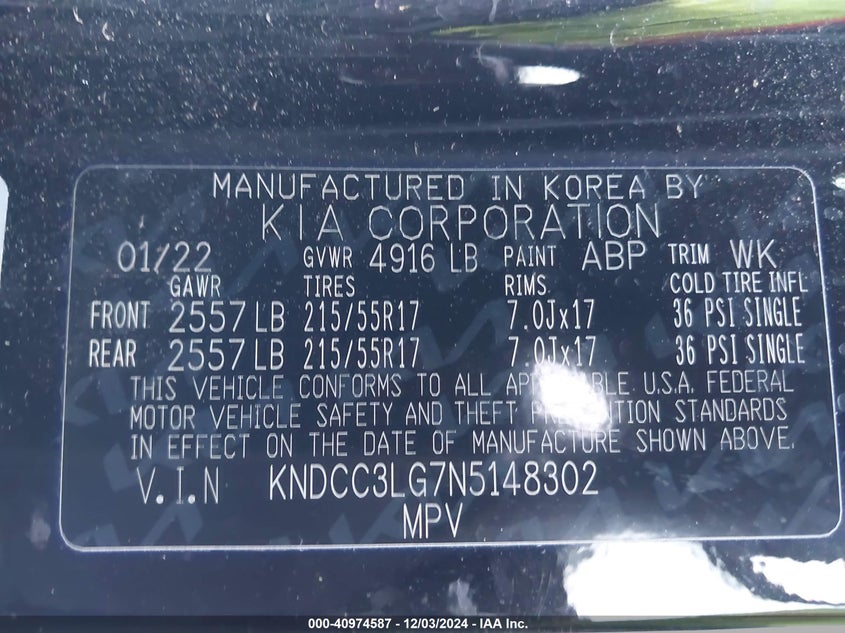 MANUFACTURED IN KOREA BY
KIA CORPORATION
01/22 GVWR 4916 LB PAINT ABP TRIM WK
GAWR TIRES RIMS COLD TIRE INFL
FRONT 2557 LB 215/55R17 7.0Jx17 36 PSI SINGLE
REAR 2557 LB 215/55R17 7.0Jx17 36 PSI SINGLE
THIS VEHICLE CONFORMS TO ALL APPLICABLE U.S.A. FEDERAL
MOTOR VEHICLE SAFETY AND THEFT PREVENTION STANDARDS
IN EFFECT ON THE DATE OF MANUFACTURE SHOWN ABOVE.
V.I.N KNDCC3LG7N5148302
MPV
000-40974587 - 12/03/2024 - IAA Inc.